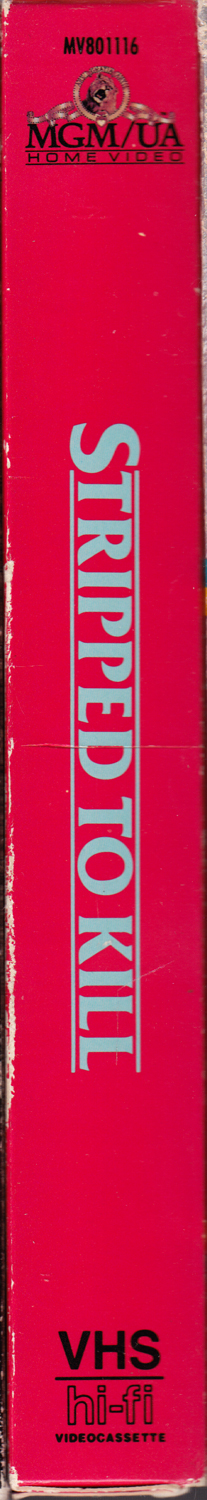 MV801116
MGM/UA
HOME VIDEO
STRIPPED TO KILL
VHS
hi-fi
VIDEOCASSETTE